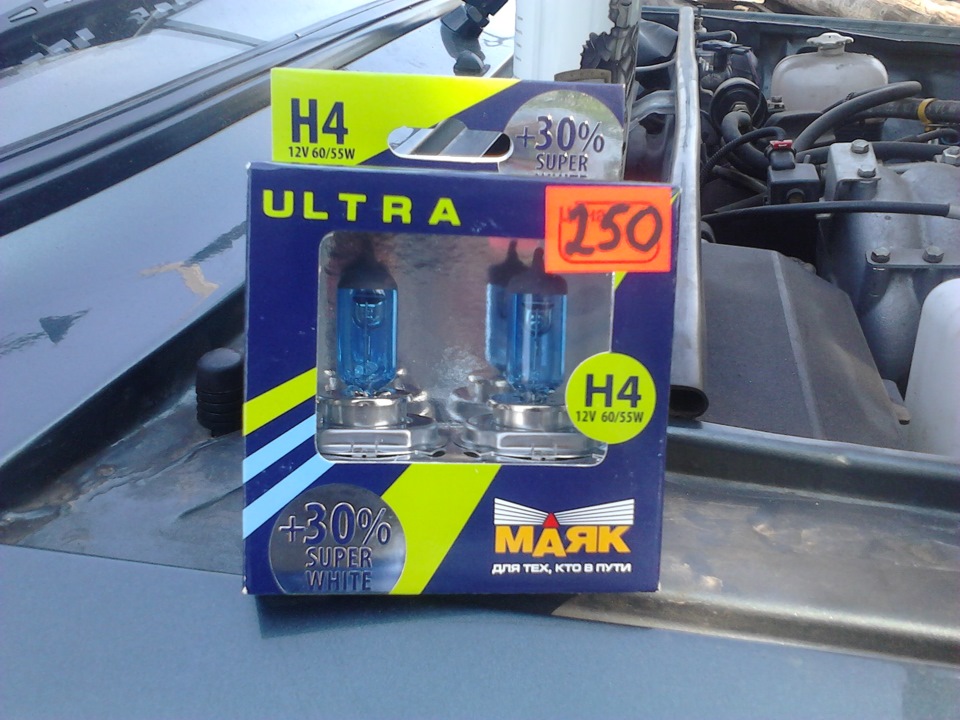 H4
12V 60/55W
+30%
SUPER
WHITE
ULTRA
250
H4
12V 60/55W
+30%
SUPER
WHITE
МАЯК
ДЛЯ ТЕХ, КТО В ПУТИ